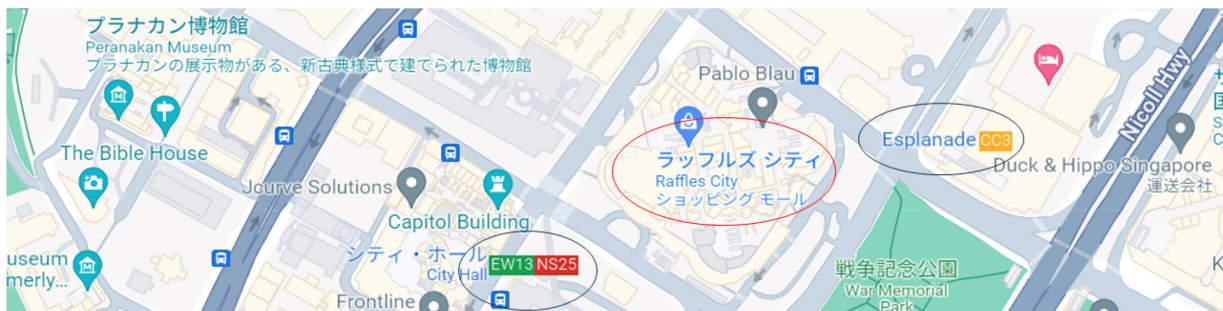 プラナカン博物館
Peranakan Museum
プラナカンの展示物がある、新古典様式で建てられた博物館
The Bible House
Jcurve Solutions
Capitol Building
シティ・ホール
City Hall
EW13 NS25
Frontline
useum
merly...
Pablo Blau
ラッフルズ シティ
Raffles City
ショッピング モール
Esplanade CC3
Nicoll Hwy
Duck & Hippo Singapore
運送会社
戦争記念公園
War Memorial
Park
サ
国
S
C
K